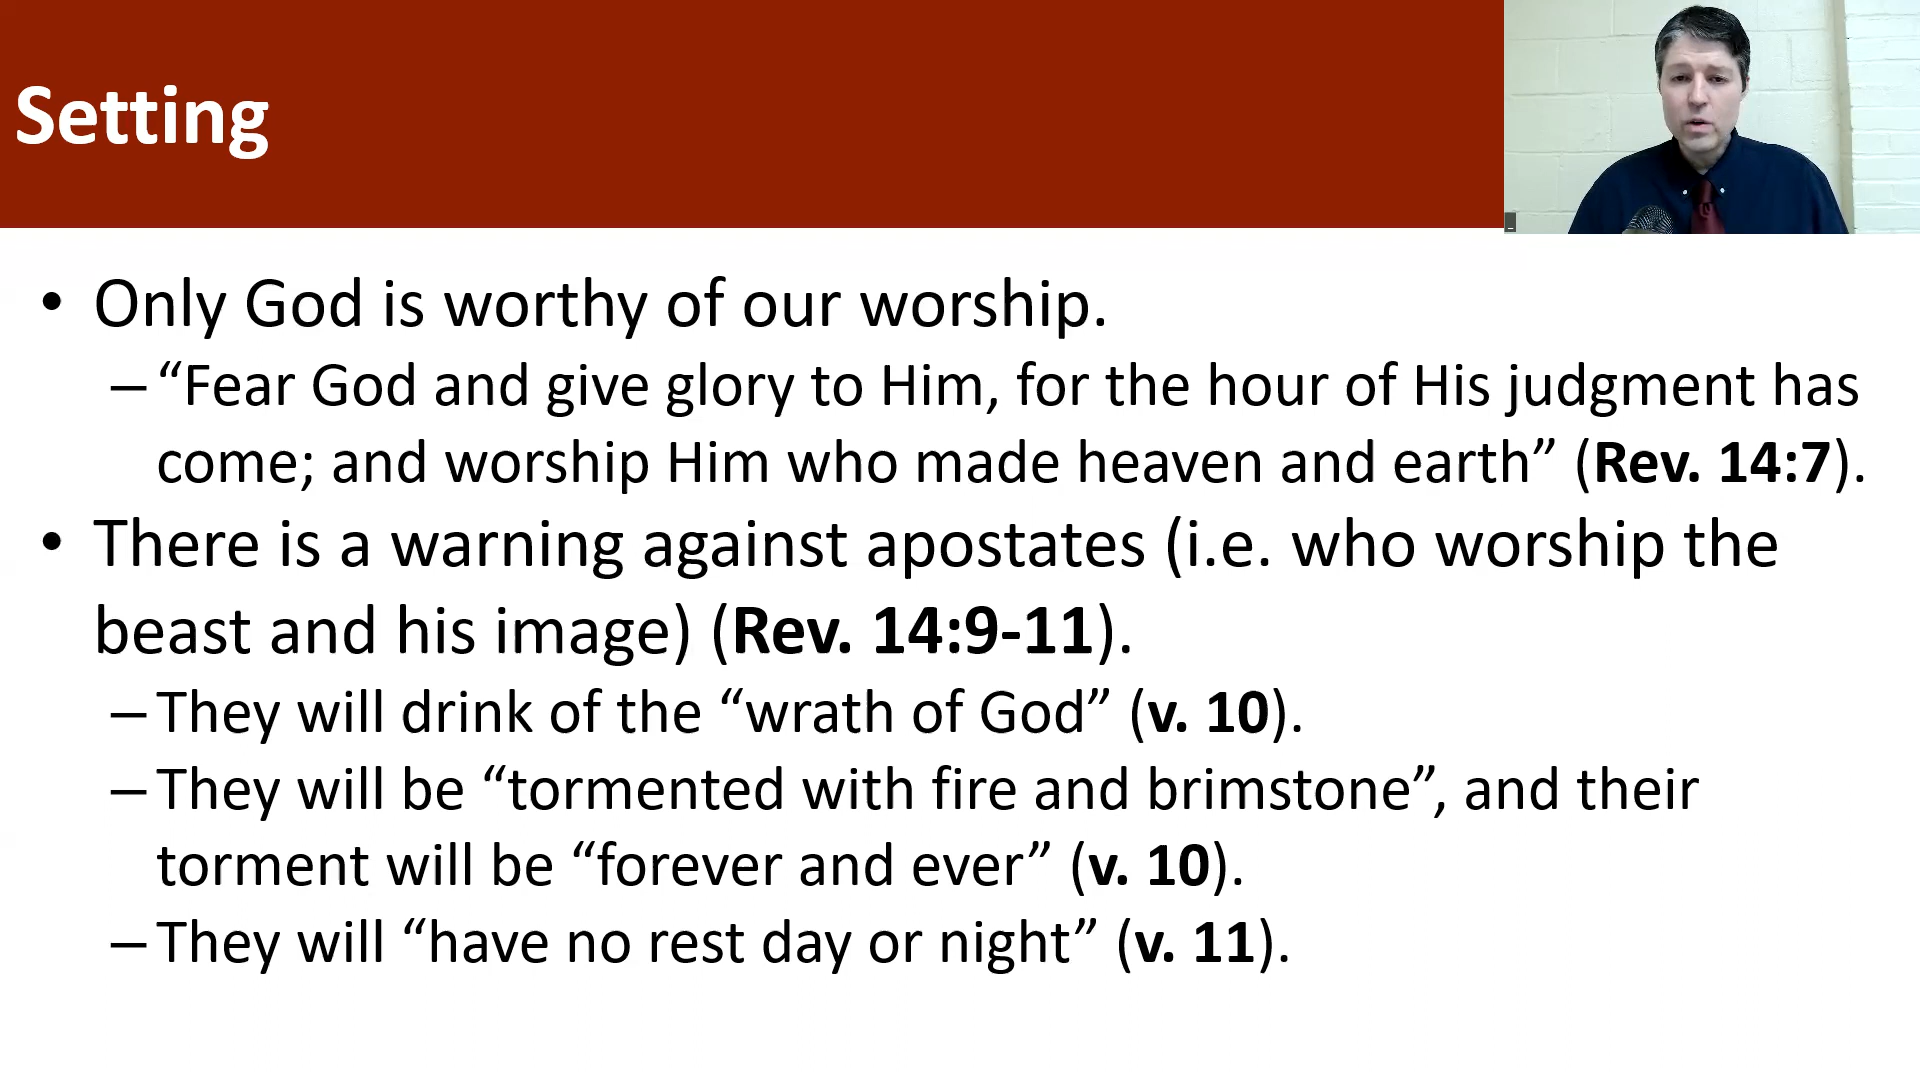 Setting
• Only God is worthy of our worship.
– “Fear God and give glory to Him, for the hour of His judgment has
come; and worship Him who made heaven and earth” (Rev. 14:7).
• There is a warning against apostates (i.e. who worship the
beast and his image) (Rev. 14:9-11).
– They will drink of the “wrath of God” (v. 10).
– They will be “tormented with fire and brimstone”, and their
torment will be “forever and ever” (v. 10).
– They will “have no rest day or night” (v. 11).